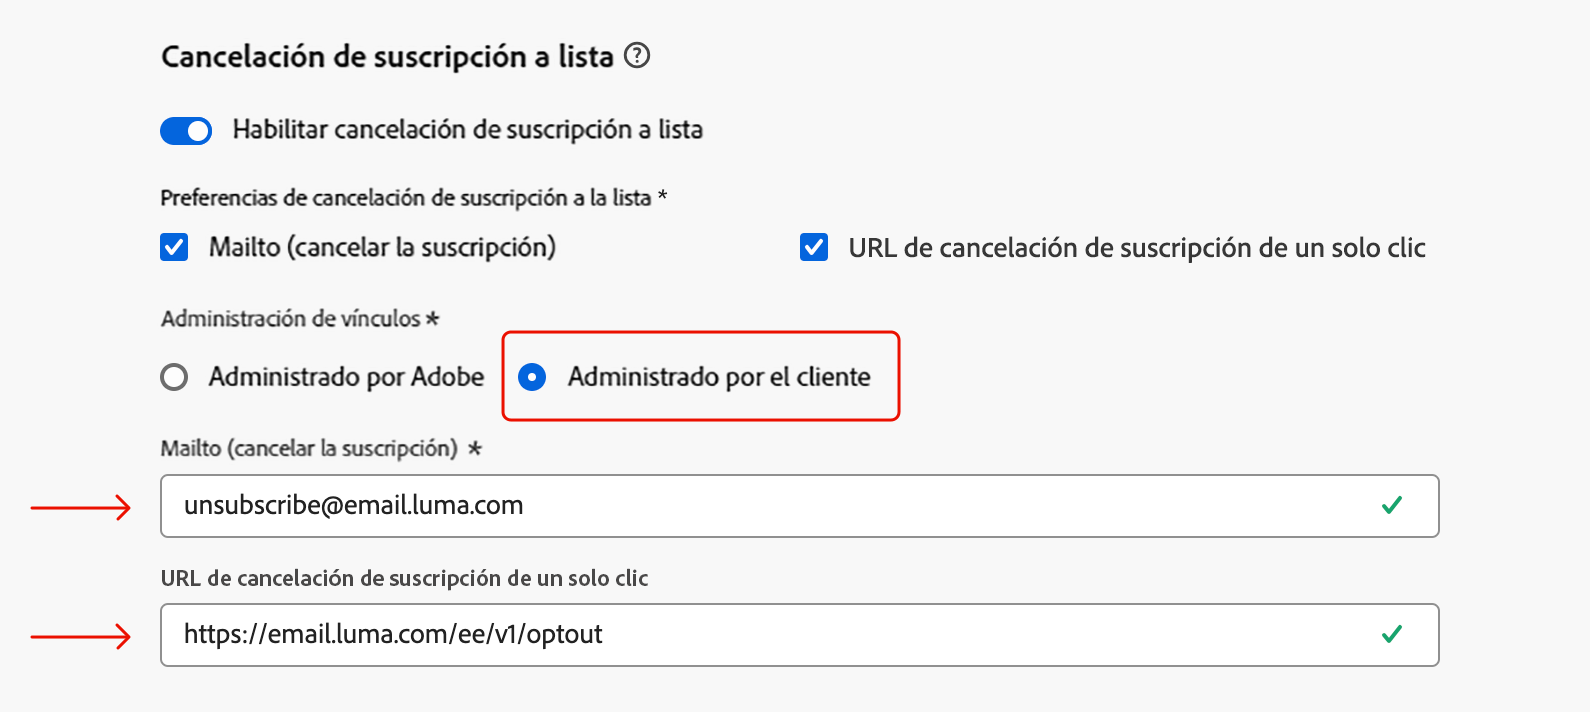 Cancelación de suscripción a lista ?
Habilitar cancelación de suscripción a lista
Preferencias de cancelación de suscripción a la lista *
Mailto (cancelar la suscripción) URL de cancelación de suscripción de un solo clic
Administración de vínculos *
Administrado por Adobe Administrado por el cliente
Mailto (cancelar la suscripción) *
unsubscribe@email.luma.com
URL de cancelación de suscripción de un solo clic
https://email.luma.com/ee/v1/optout